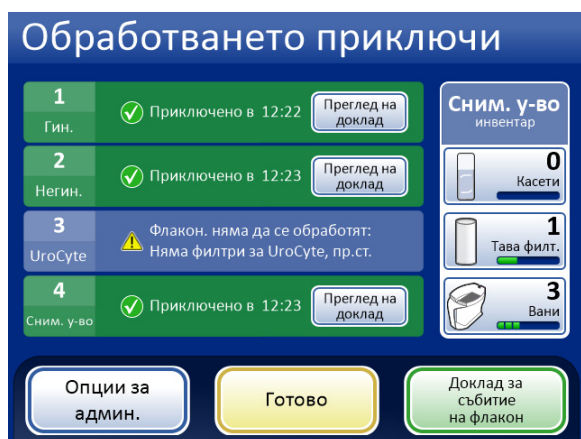 Обработването приключи
1
Гин.
Приключено в 12:22
Преглед на
доклад
2
Негин.
Приключено в 12:23
Преглед на
доклад
3
UroCyte
Флакон. няма да се обработят:
Няма филтри за UroCyte, пр.ст.
4
Сним. у-во
Приключено в 12:23
Преглед на
доклад
Сним. у-во
инвентар
0
Касети
1
Тава филт.
3
Вани
Опции за
админ.
Готово
Доклад за
събитие
на флакон